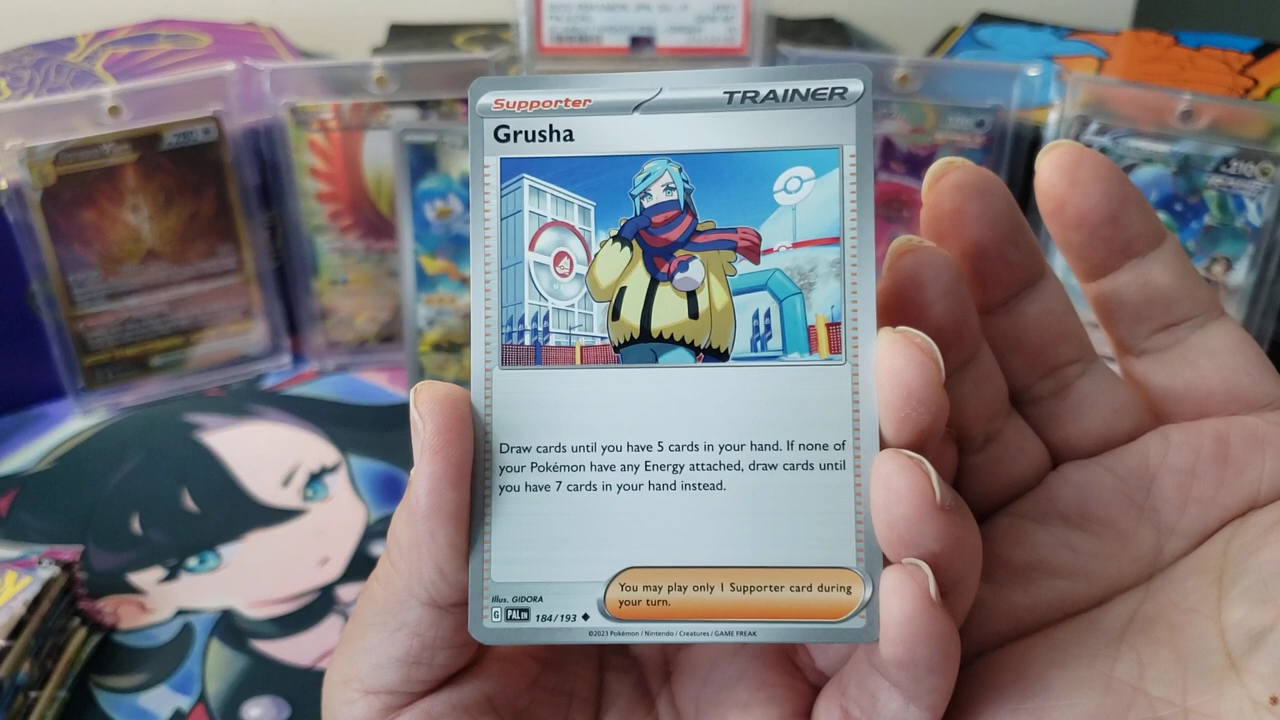 Supporter
TRAINER
Grusha
Draw cards until you have 5 cards in your hand. If none of
your Pokémon have any Energy attached, draw cards until
you have 7 cards in your hand instead.
You may play only 1 Supporter card during
your turn.
Illus. GIDORA
G PAL EN 184/193
©2023 Pokémon / Nintendo / Creatures / GAME FREAK